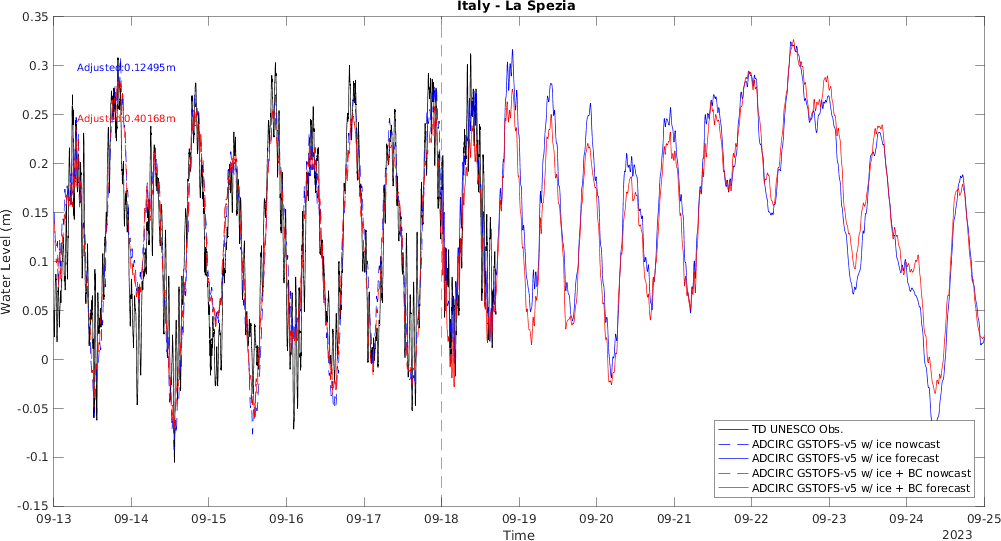 Italy - La Spezia
0.35
0.3
0.25
0.2
0.15
0.1
0.05
0
-0.05
-0.1
-0.15
Water Level (m)
Adjusted:0.12495m
Adjusted:0.40168m
TD UNESCO Obs.
ADCIRC GSTOFS-v5 w/ ice nowcast
ADCIRC GSTOFS-v5 w/ ice forecast
ADCIRC GSTOFS-v5 w/ ice + BC nowcast
ADCIRC GSTOFS-v5 w/ ice + BC forecast
09-13 09-14 09-15 09-16 09-17 09-18 09-19 09-20 09-21 09-22 09-23 09-24 09-25
Time
2023